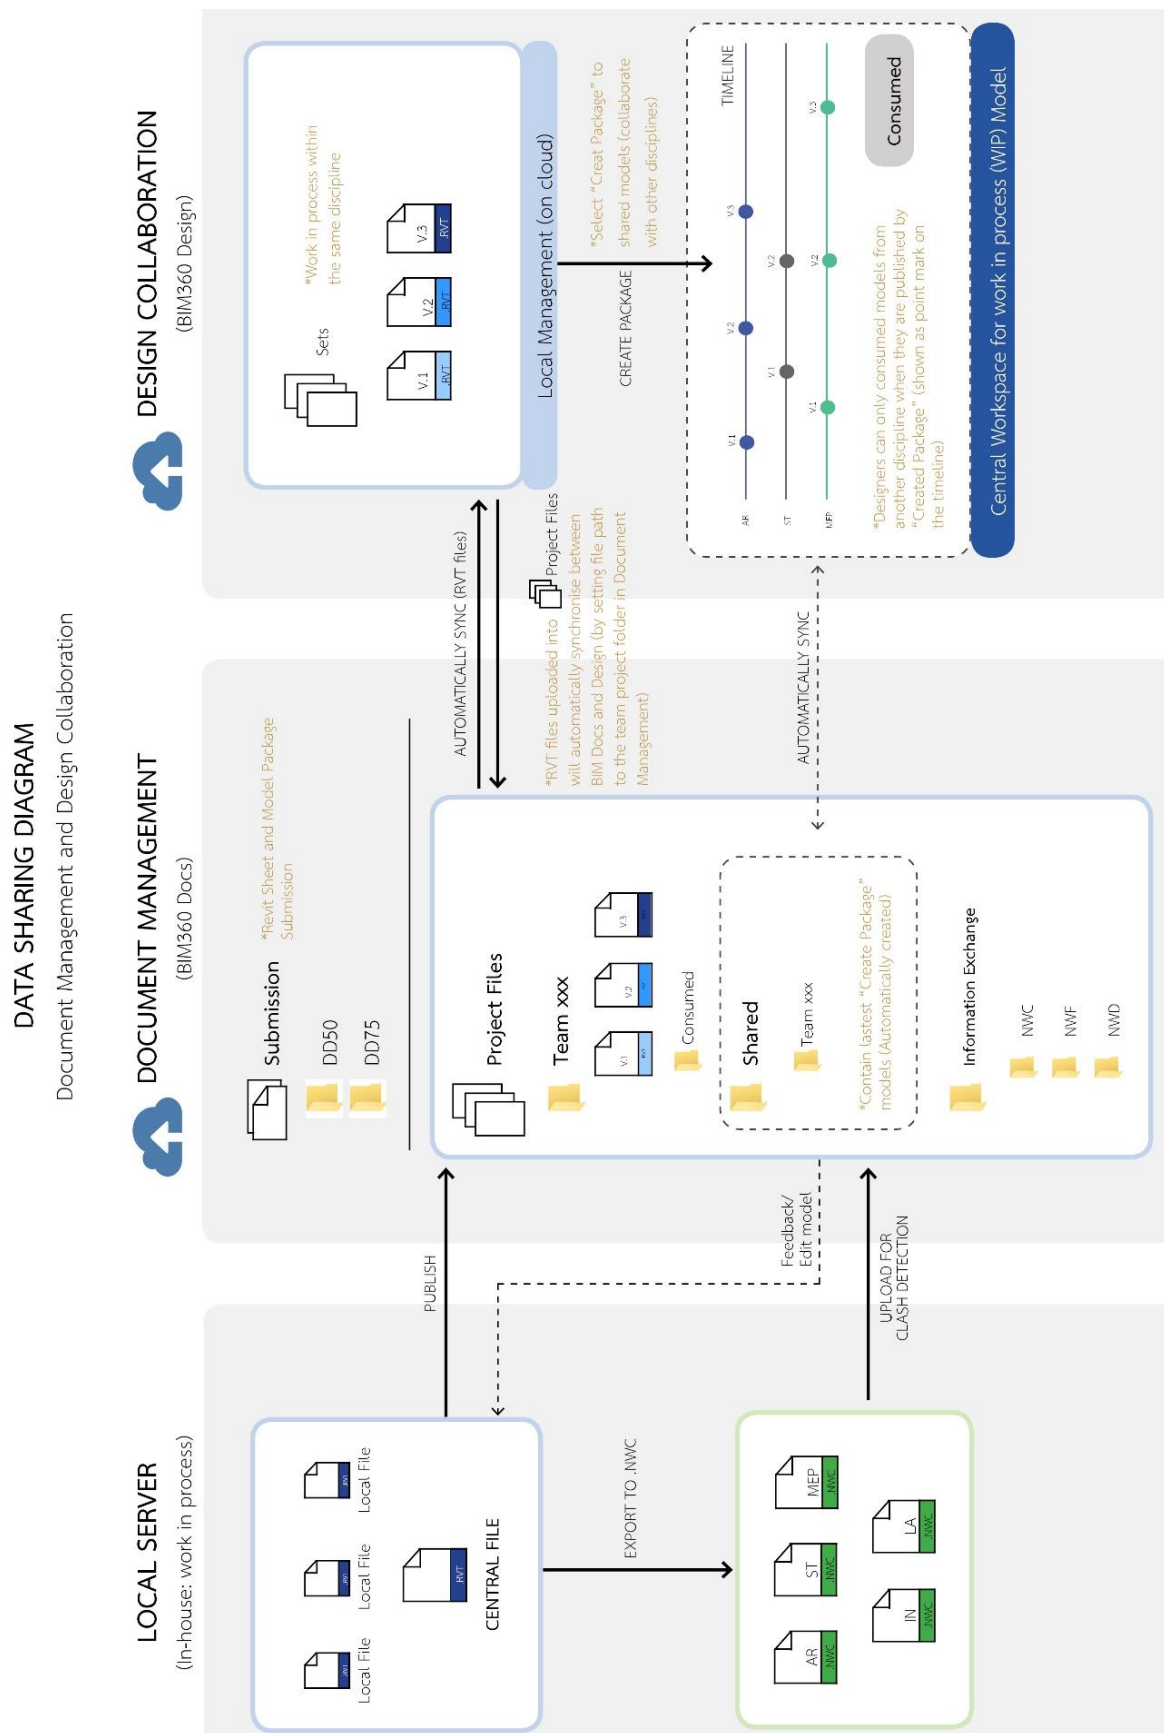 DATA SHARING DIAGRAM
Document Management and Design Collaboration
LOCAL SERVER
(In-house: work in process)
.RVT
.RVT
.RVT
Local File
Local File
Local File
.RVT
CENTRAL FILE
EXPORT TO .NWC
AR
.NWC
ST
.NWC
MEP
.NWC
IN
.NWC
LA
.NWC
PUBLISH
Feedback/
Edit model
UPLOAD FOR
CLASH DETECTION
DOCUMENT MANAGEMENT
(BIM360 Docs)
Submission
*Revit Sheet and Model Package
Submission
DD50
DD75
Project Files
Team xxx
V.1
RVT
V.2
V.3
Consumed
Shared
Team xxx
*Contain lastest “Create Package”
models (Automatically created)
Information Exchange
NWC
NWF
NWD
AUTOMATICALLY SYNC (RVT files)
*RVT files uploaded into
Project Files
will automatically synchronise between
BIM Docs and Design (by setting file path
to the team project folder in Document
Management)
AUTOMATICALLY SYNC
DESIGN COLLABORATION
(BIM360 Design)
Sets
*Work in process within
the same discipline
V.1
.RVT
V.2
.RVT
V.3
.RVT
Local Management (on cloud)
CREATE PACKAGE
*Select “Creat Package” to
shared models (collaborate
with other disciplines)
TIMELINE
AR
V.1
V.2
V.3
ST
V.1
V.2
MEP
V.1
V.2
V.3
*Designers can only consumed models from
another discipline when they are published by
“Created Package” (shown as point mark on
the timeline)
Consumed
Central Workspace for work in process (WIP) Model